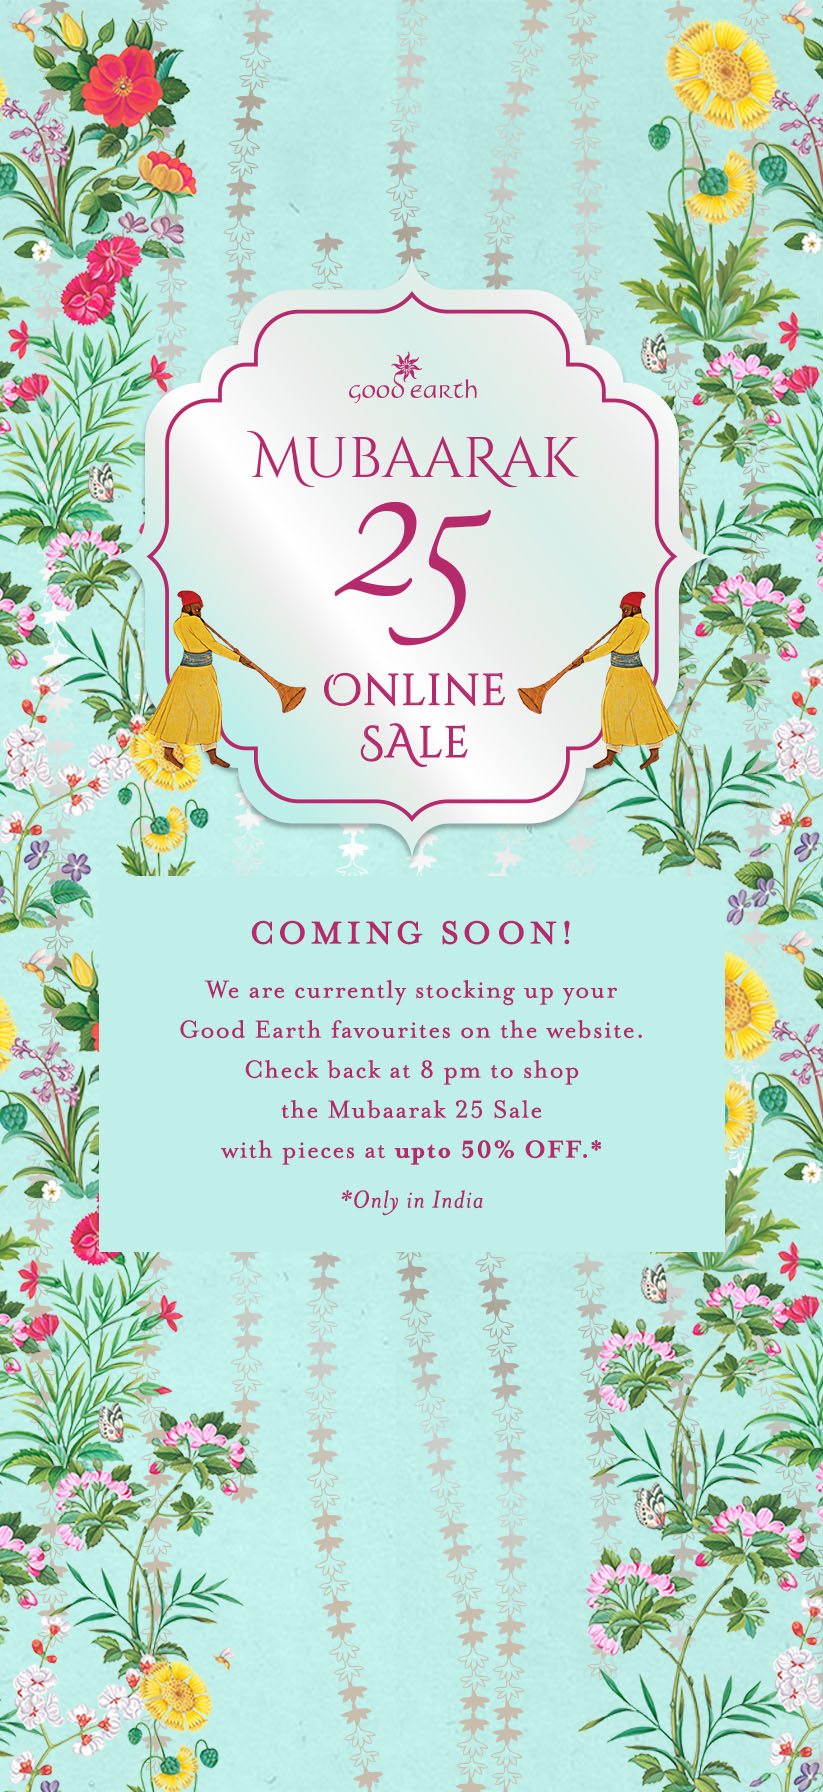 good earth
MUBAARAK
25
ONLINE
SALE
COMING SOON!
We are currently stocking up your
Good Earth favourites on the website.
Check back at 8 pm to shop
the Mubaarak 25 Sale
with pieces at upto 50% OFF.*
*Only in India